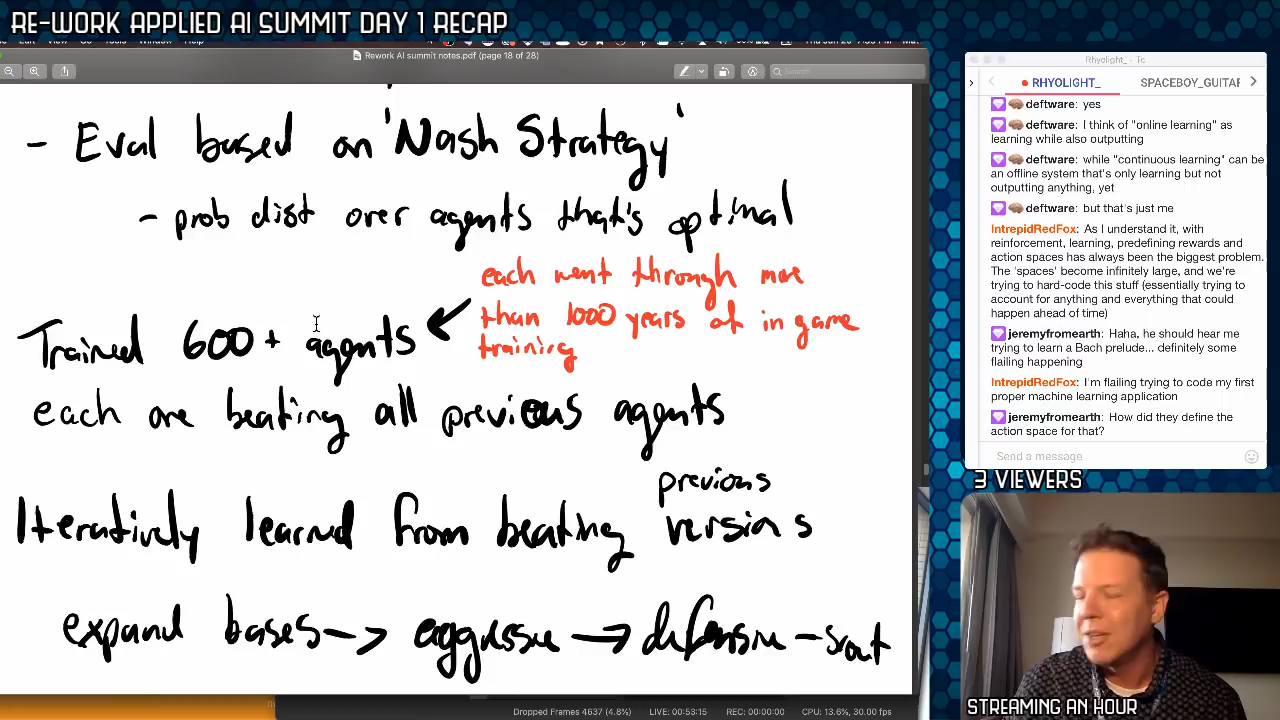 RE-WORK APPLIED AI SUMMIT DAY 1 RECAP
Rework AI summit notes.pdf (page 18 of 28)
Search
- Eval based on 'Nash Strategy'
- prob dist over agents that's optimal
each went through more
than 1000 years of in game
training
Trained 600+ agents
each one beating all previous agents
previous
Iteratively learned from beating versions
expand bases --> aggressive -> defensive - scout
RHYOLIGHT_
SPACEBOY_GUITAR
deftware: yes
deftware: I think of "online learning" as
learning while also outputting
deftware: while "continuous learning" can be
an offline system that's only learning but not
outputting anything, yet
deftware: but that's just me
IntrepidRedFox: As I understand it, with
reinforcement, learning, predefining rewards and
action spaces has always been the biggest problem.
The 'spaces' become infinitely large, and we're
trying to hard-code this stuff (essentially trying to
account for anything and everything that could
happen ahead of time)
jeremyfromearth: Haha, he should hear me
trying to learn a Bach prelude... definitely some
flailing happening
IntrepidRedFox: I'm flailing trying to code my first
proper machine learning application
jeremyfromearth: How did they define the
action space for that?
Send a message
3 VIEWERS
STREAMING AN HOUR
Dropped Frames 4637 (4.8%)
LIVE: 00:53:15
REC: 00:00:00
CPU: 13.6%, 30.00 fps